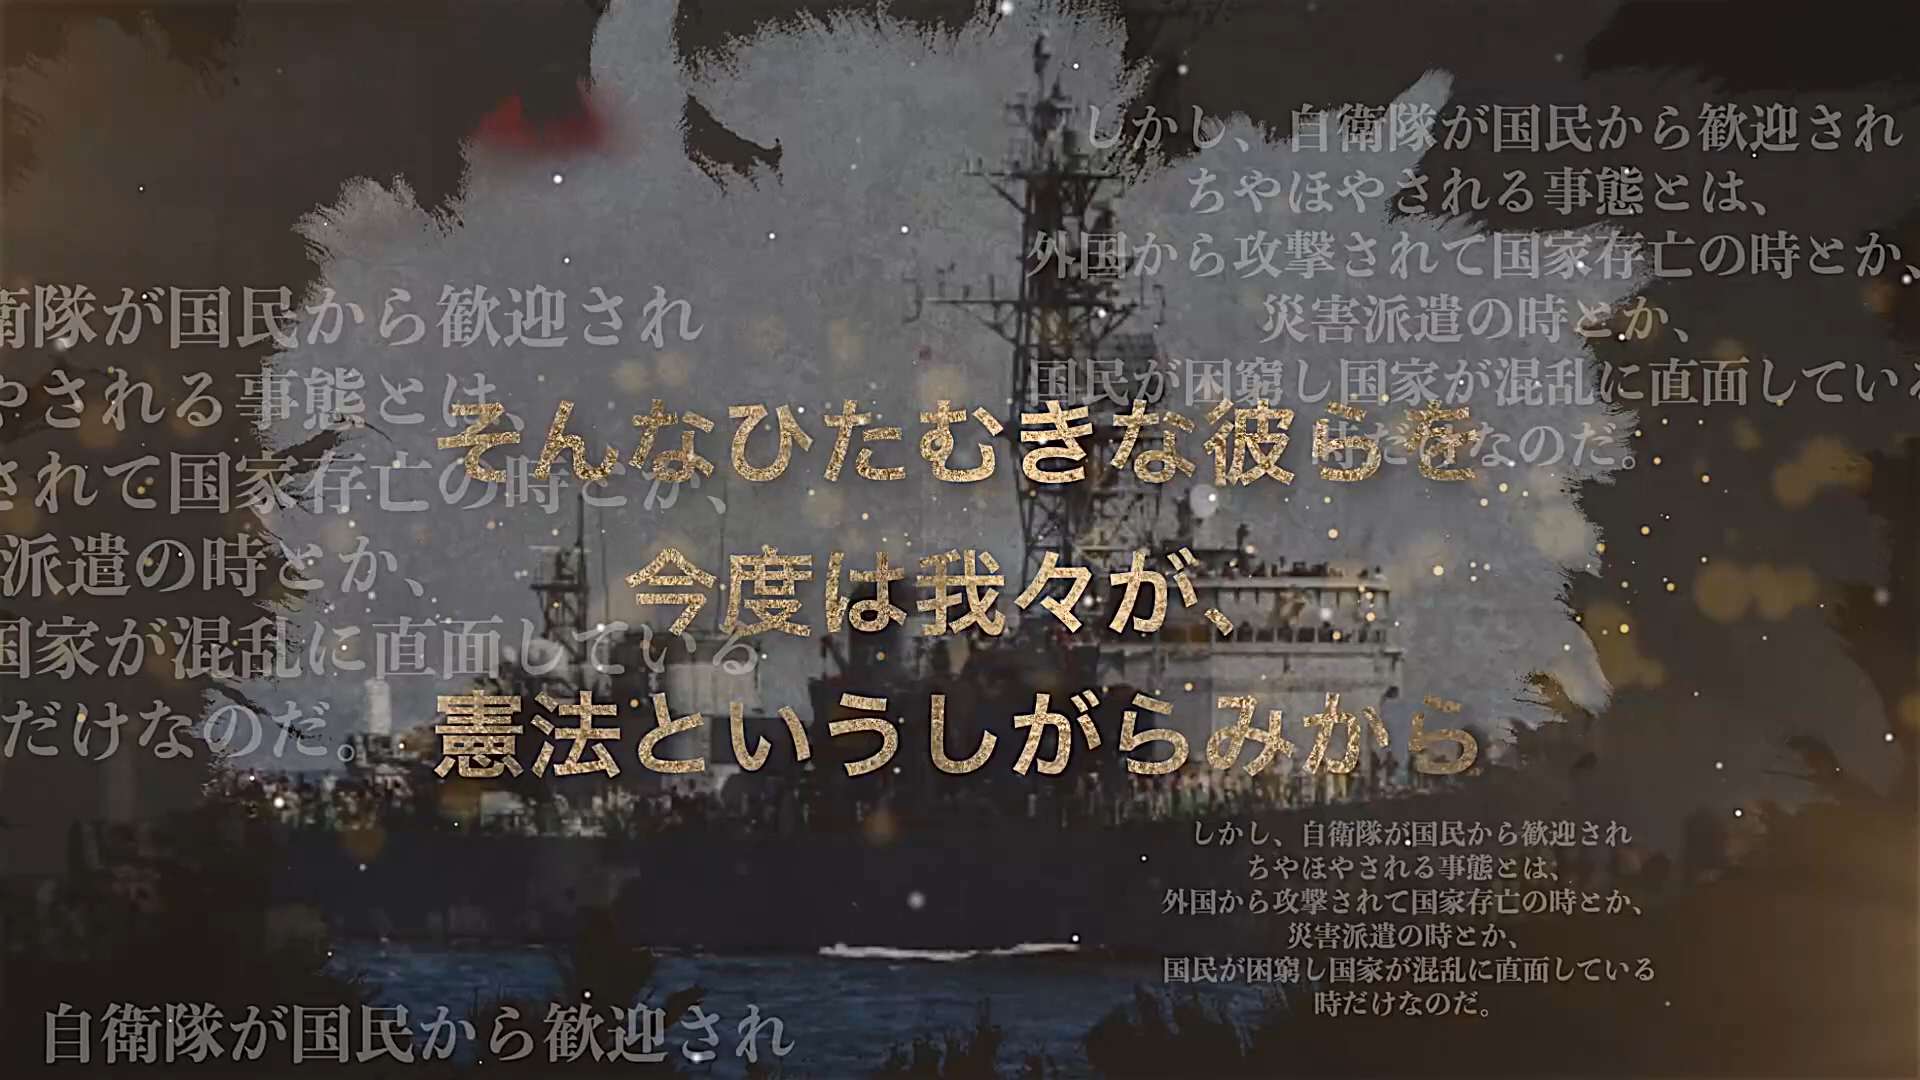 しかし、自衛隊が国民から歓迎され
ちやほやされる事態とは、
外国から攻撃されて国家存亡の時とか、
災害派遣の時とか、
国民が困窮し国家が混乱に直面している
時だけなのだ。
衛隊が国民から歓迎され
やされる事態とは、
されて国家存亡の時とか、
派遣の時とか、
国家が混乱に直面している
だけなのだ。
そんなひたむきな彼らを
今度は我々が、
憲法というしがらみから
しかし、自衛隊が国民から歓迎され
ちやほやされる事態とは、
外国から攻撃されて国家存亡の時とか、
災害派遣の時とか、
国民が困窮し国家が混乱に直面している
時だけなのだ。
自衛隊が国民から歓迎され